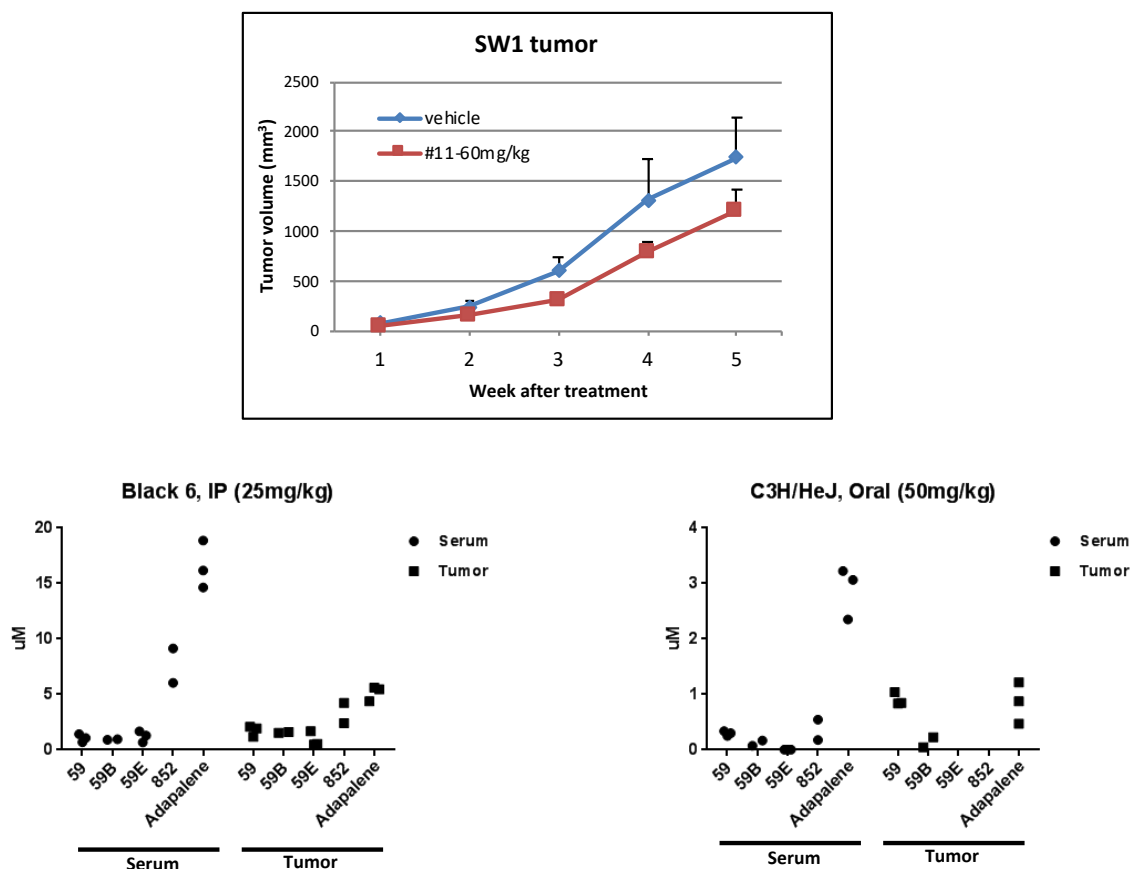 SW1 tumor
2500
2000
1500
1000
500
0
Tumor volume (mm³)
vehicle
#11-60mg/kg
1 2 3 4 5
Week after treatment
Black 6, IP (25mg/kg)
20
15
10
5
0
uM
Serum
Tumor
59 59B 59E 852 Adapalene 59 59B 59E 852 Adapalene
Serum Tumor
C3H/HeJ, Oral (50mg/kg)
4
3
2
1
0
uM
Serum
Tumor
59 59B 59E 852 Adapalene 59 59B 59E 852 Adapalene
Serum Tumor